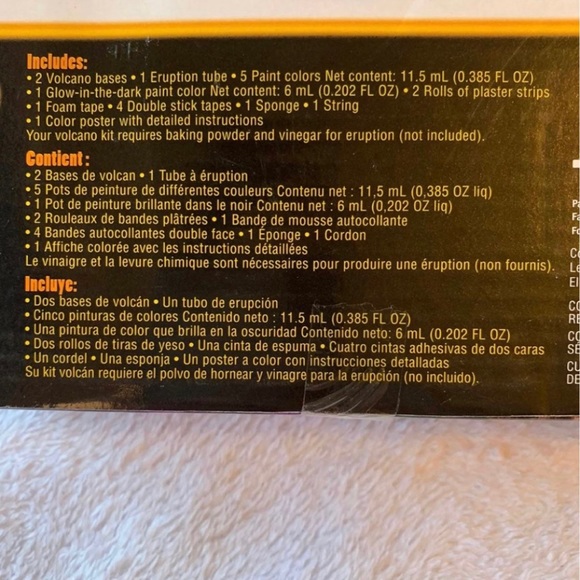 Includes:
• 2 Volcano bases • 1 Eruption tube • 5 Paint colors Net content: 11.5 mL (0.385 FL OZ)
• 1 Glow-in-the-dark paint color Net content: 6 mL (0.202 FL OZ) • 2 Rolls of plaster strips
• 1 Foam tape • 4 Double stick tapes • 1 Sponge • 1 String
• 1 Color poster with detailed instructions
Your volcano kit requires baking powder and vinegar for eruption (not included).
Contient :
• 2 Bases de volcan • 1 Tube à éruption
• 5 Pots de peinture de différentes couleurs Contenu net : 11,5 mL (0,385 OZ liq)
• 1 Pot de peinture brillante dans le noir Contenu net : 6 mL (0,202 OZ liq)
• 2 Rouleaux de bandes plâtrées • 1 Bande de mousse autocollante
• 4 Bandes autocollantes double face • 1 Éponge • 1 Cordon
• 1 Affiche colorée avec les instructions détaillées
Le vinaigre et la levure chimique sont nécessaires pour produire une éruption (non fournis).
Incluye:
• Dos bases de volcán • Un tubo de erupción
• Cinco pinturas de colores Contenido neto : 11.5 mL (0.385 FL OZ)
• Una pintura de color que brilla en la oscuridad Contenido neto: 6 mL (0.202 FL OZ)
• Dos rollos de tiras de yeso • Una cinta de espuma • Cuatro cintas adhesivas de dos caras
• Un cordel • Una esponja • Un poster a color con instrucciones detalladas
Su kit volcán requiere el polvo de hornear y vinagre para la erupción (no incluido).